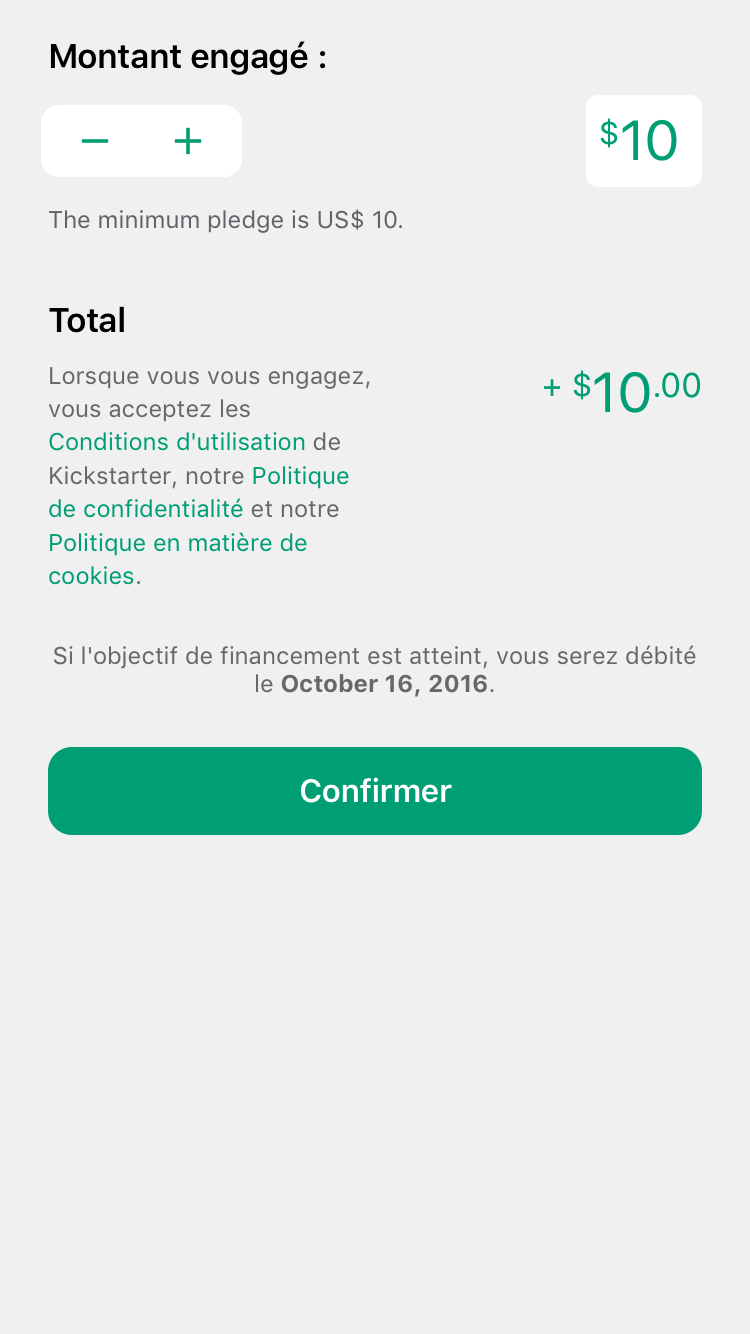 Montant engagé :
− +
$10
The minimum pledge is US$ 10.
Total
Lorsque vous vous engagez,
vous acceptez les
Conditions d'utilisation de
Kickstarter, notre Politique
de confidentialité et notre
Politique en matière de
cookies.
+ $10.00
Si l'objectif de financement est atteint, vous serez débité
le October 16, 2016.
Confirmer